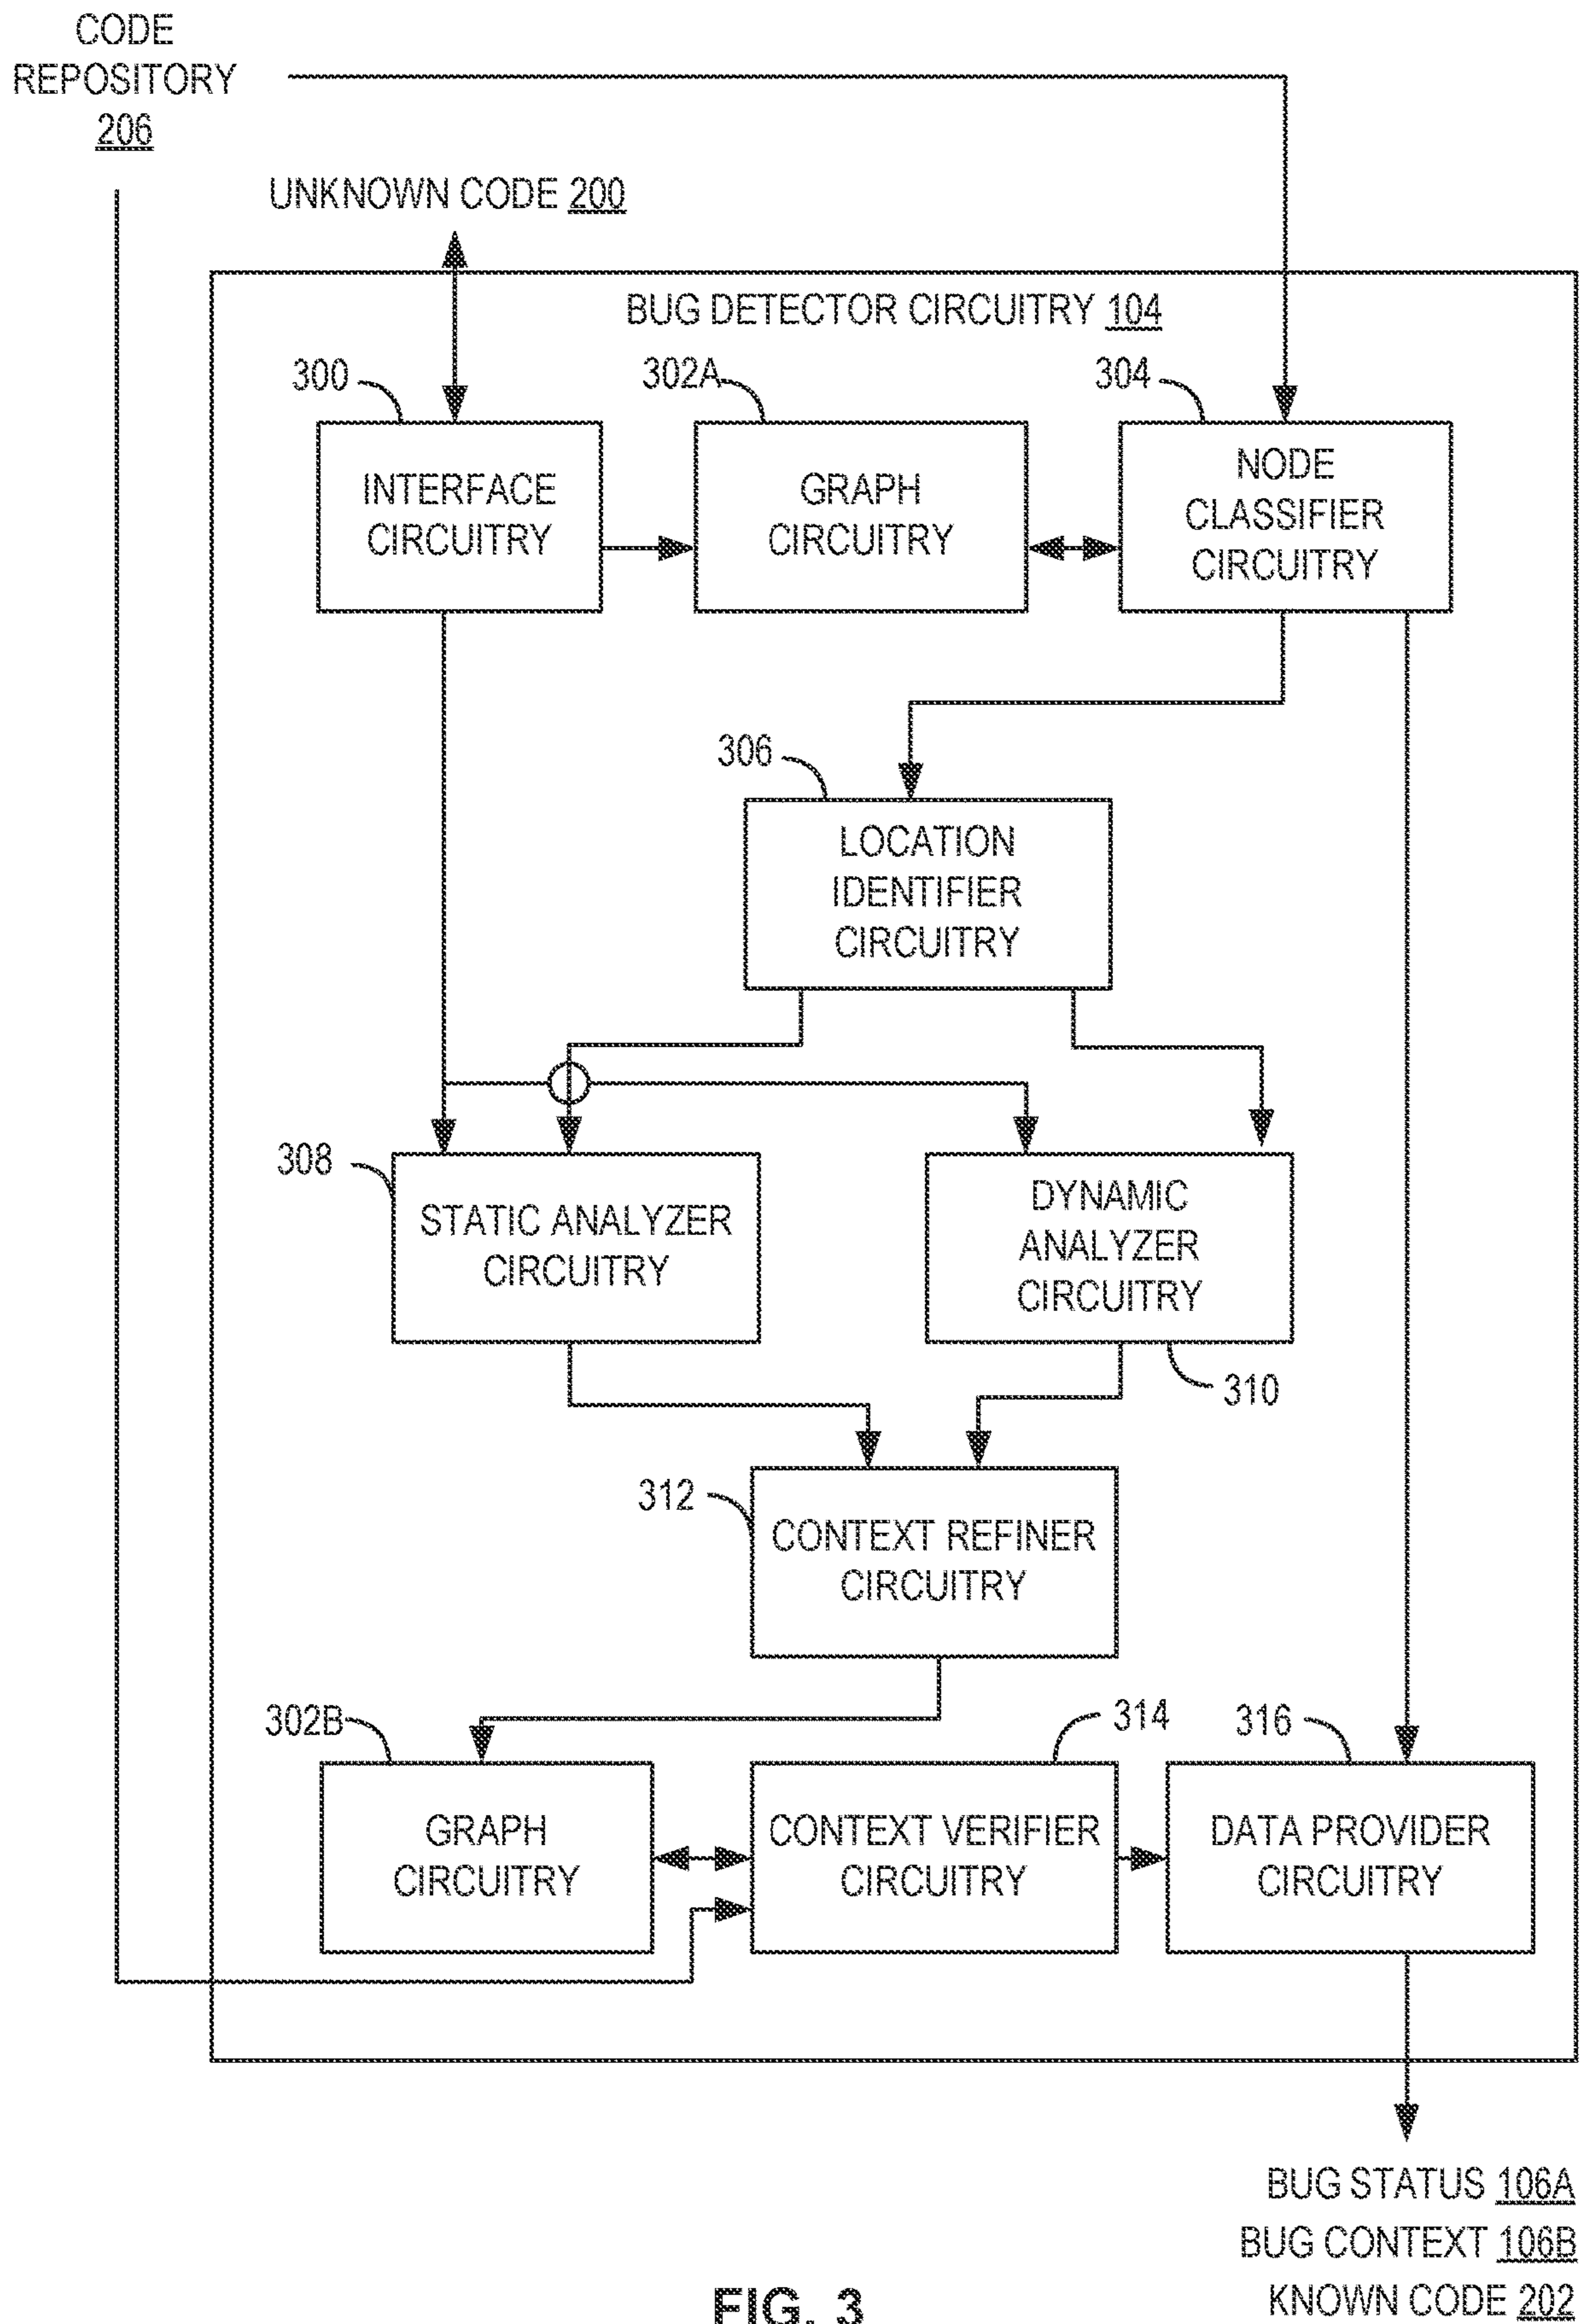 CODE
REPOSITORY
206
UNKNOWN CODE 200
BUG DETECTOR CIRCUITRY 104
300
302A
304
INTERFACE
CIRCUITRY
GRAPH
CIRCUITRY
NODE
CLASSIFIER
CIRCUITRY
306
LOCATION
IDENTIFIER
CIRCUITRY
308
STATIC ANALYZER
CIRCUITRY
DYNAMIC
ANALYZER
CIRCUITRY
310
312
CONTEXT REFINER
CIRCUITRY
302B
314
316
GRAPH
CIRCUITRY
CONTEXT VERIFIER
CIRCUITRY
DATA PROVIDER
CIRCUITRY
BUG STATUS 106A
BUG CONTEXT 106B
KNOWN CODE 202
FIG. 3